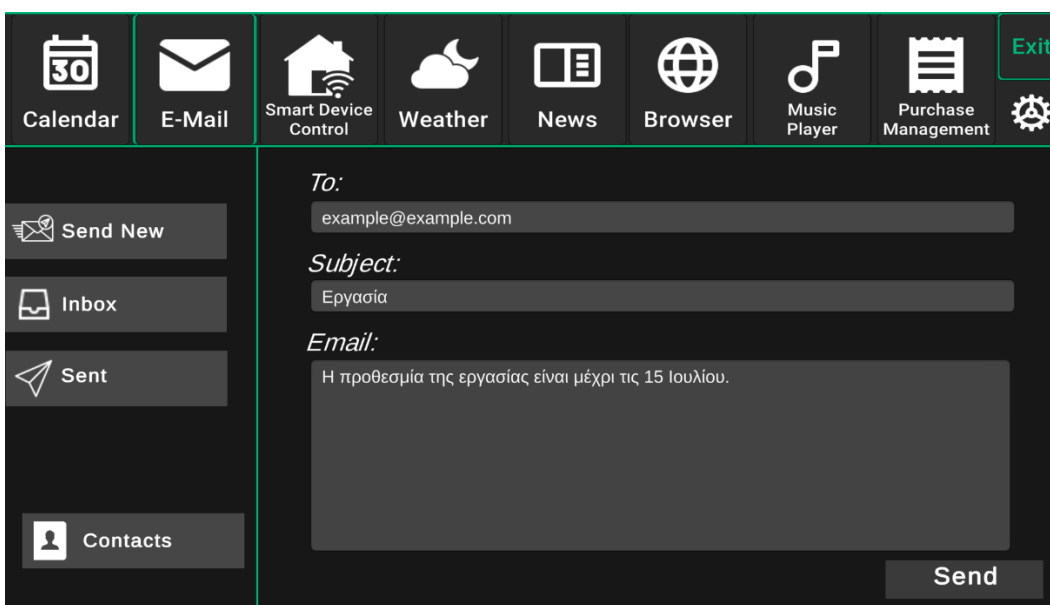 30
Calendar
E-Mail
Smart Device
Control
Weather
News
Browser
Music
Player
Purchase
Management
Exit
Send New
Inbox
Sent
Contacts
To:
example@example.com
Subject:
Εργασία
Email:
Η προθεσμία της εργασίας είναι μέχρι τις 15 Ιουλίου.
Send